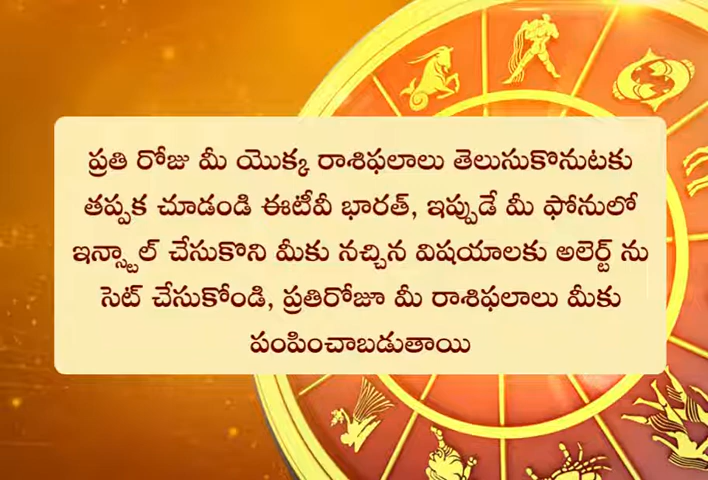 ప్రతి రోజు మీ యొక్క రాశిఫలాలు తెలుసుకొనుటకు
తప్పక చూడండి ఈటీవీ భారత్, ఇప్పుడే మీ ఫోనులో
ఇన్స్టాల్ చేసుకొని మీకు నచ్చిన విషయాలకు అలెర్ట్ ను
సెట్ చేసుకోండి, ప్రతిరోజూ మీ రాశిఫలాలు మీకు
పంపించాబడుతాయి